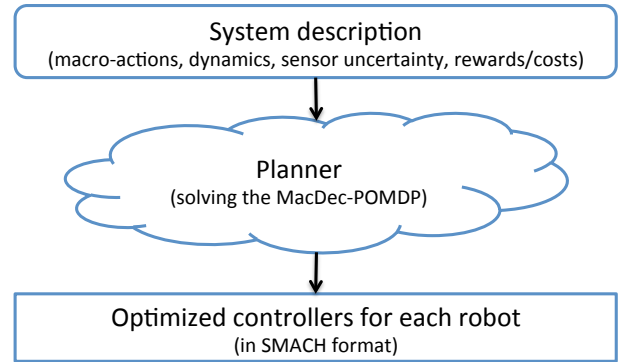 System description
(macro-actions, dynamics, sensor uncertainty, rewards/costs)
Planner
(solving the MacDec-POMDP)
Optimized controllers for each robot
(in SMACH format)